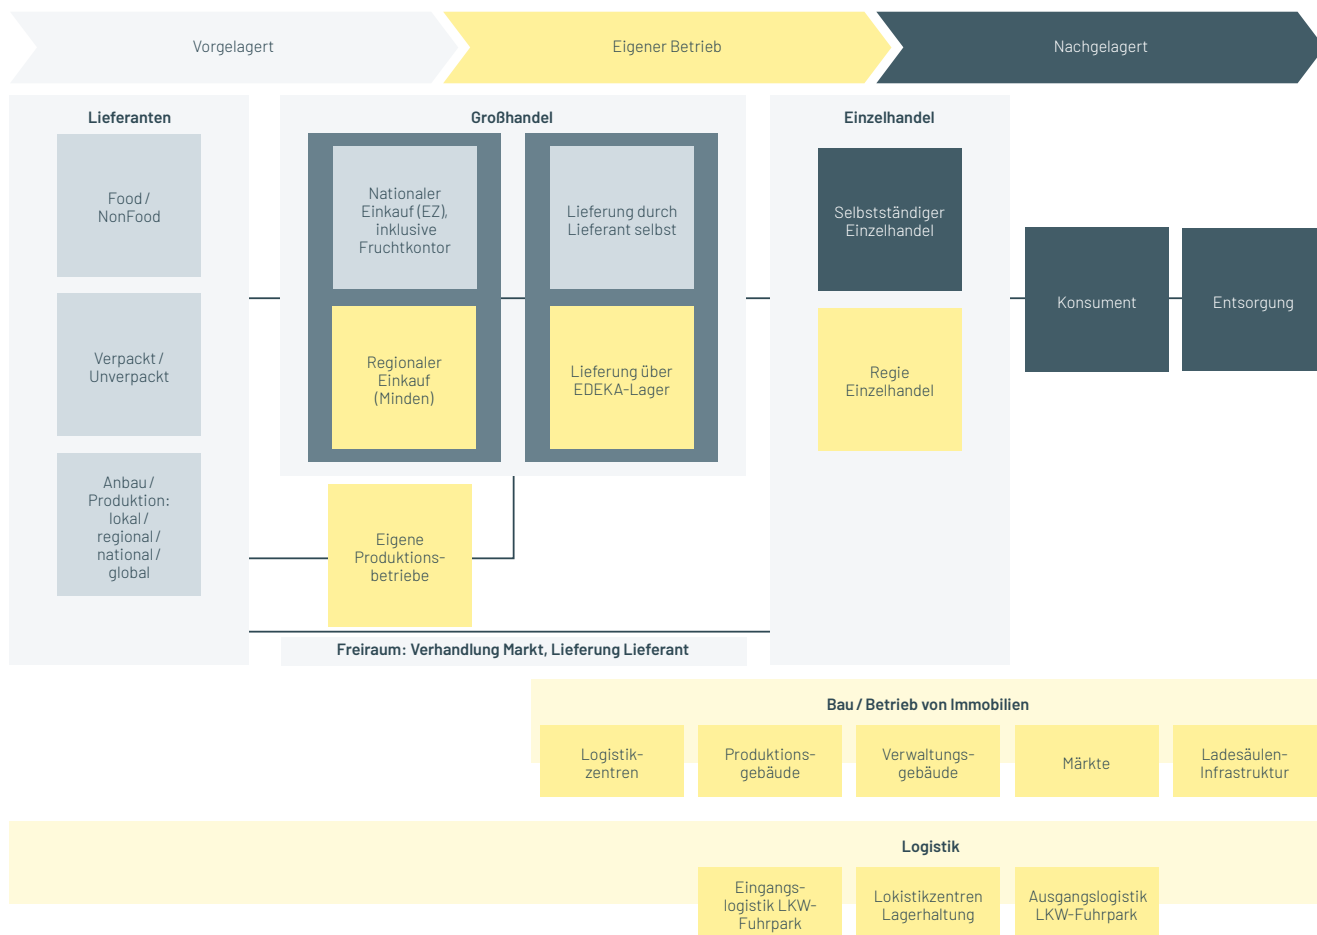 Vorgelagert
Eigener Betrieb
Nachgelagert
Lieferanten
Food /
NonFood
Verpackt /
Unverpackt
Anbau /
Produktion:
lokal /
regional /
national /
global
Großhandel
Nationaler
Einkauf (EZ),
inklusive
Fruchtkontor
Lieferung durch
Lieferant selbst
Regionaler
Einkauf
(Minden)
Lieferung über
EDEKA-Lager
Eigene
Produktions-
betriebe
Freiraum: Verhandlung Markt, Lieferung Lieferant
Einzelhandel
Selbstständiger
Einzelhandel
Regie
Einzelhandel
Konsument
Entsorgung
Bau / Betrieb von Immobilien
Logistik-
zentren
Produktions-
gebäude
Verwaltungs-
gebäude
Märkte
Ladesäulen-
Infrastruktur
Logistik
Eingangs-
logistik LKW-
Fuhrpark
Lokistikzentren
Lagerhaltung
Ausgangslogistik
LKW-Fuhrpark